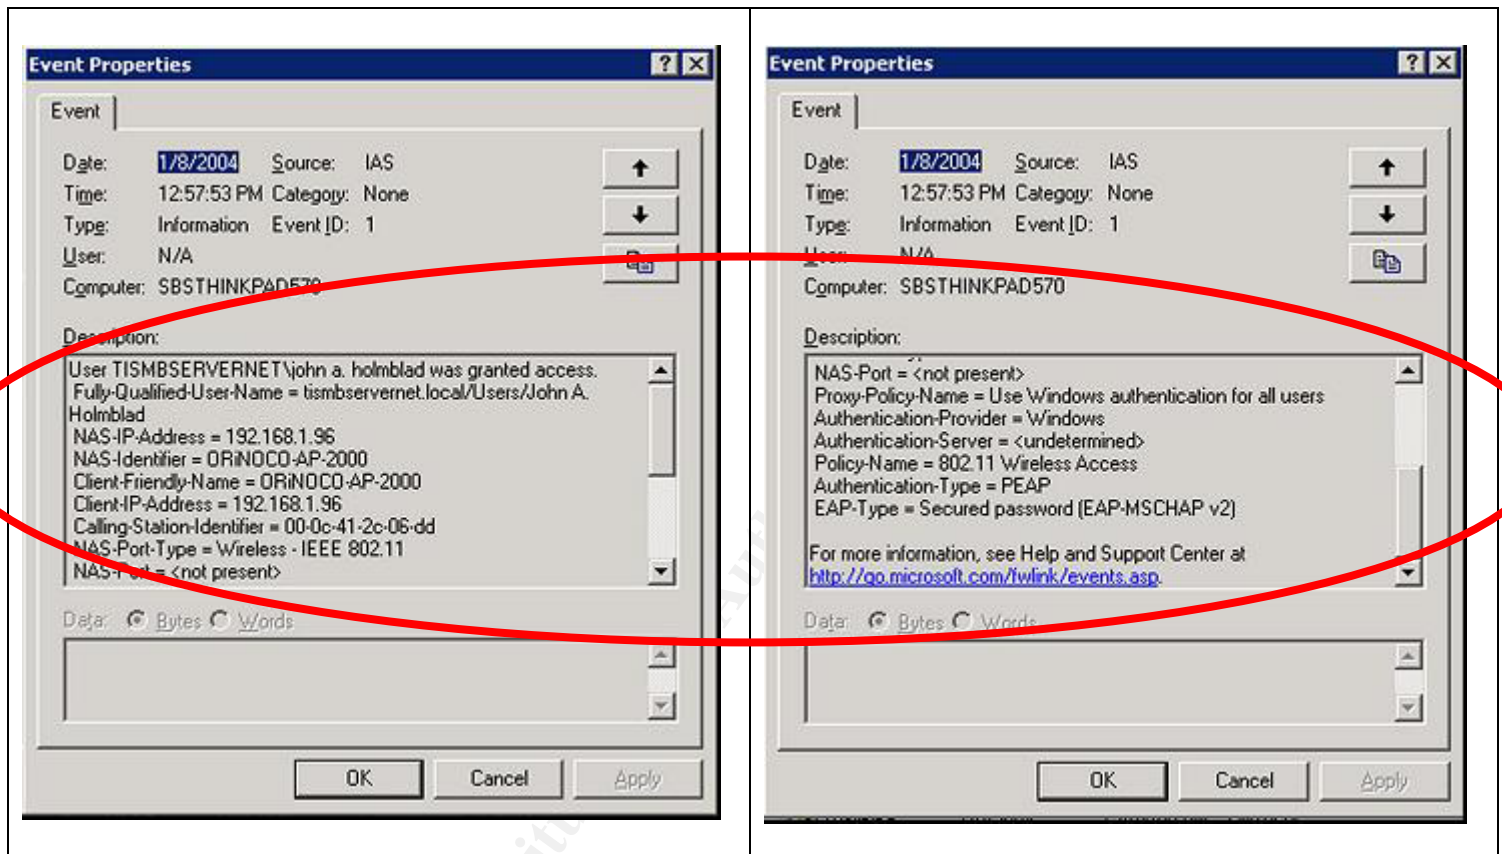 Event Properties
Event
Date: 1/8/2004 Source: IAS
Time: 12:57:53 PM Category: None
Type: Information Event ID: 1
User: N/A
Computer: SBSTHINKPAD570
Description:
User TISMBSERVERNET\john a. holmblad was granted access.
Fully-Qualified-User-Name = tismbservernet.local/Users/John A.
Holmblad
NAS-IP-Address = 192.168.1.96
NAS-Identifier = ORiNOCO-AP-2000
Client-Friendly-Name = ORiNOCO-AP-2000
Client-IP-Address = 192.168.1.96
Calling-Station-Identifier = 00-0c-41-2c-06-dd
NAS-Port-Type = Wireless - IEEE 802.11
NAS-Port = <not present>
Data: Bytes Words
OK Cancel Apply
Event Properties
Event
Date: 1/8/2004 Source: IAS
Time: 12:57:53 PM Category: None
Type: Information Event ID: 1
User: N/A
Computer: SBSTHINKPAD570
Description:
NAS-Port = <not present>
Proxy-Policy-Name = Use Windows authentication for all users
Authentication-Provider = Windows
Authentication-Server = <undetermined>
Policy-Name = 802.11 Wireless Access
Authentication-Type = PEAP
EAP-Type = Secured password (EAP-MSCHAP v2)
For more information, see Help and Support Center at
http://go.microsoft.com/fwlink/events.asp.
Data: Bytes Words
OK Cancel Apply